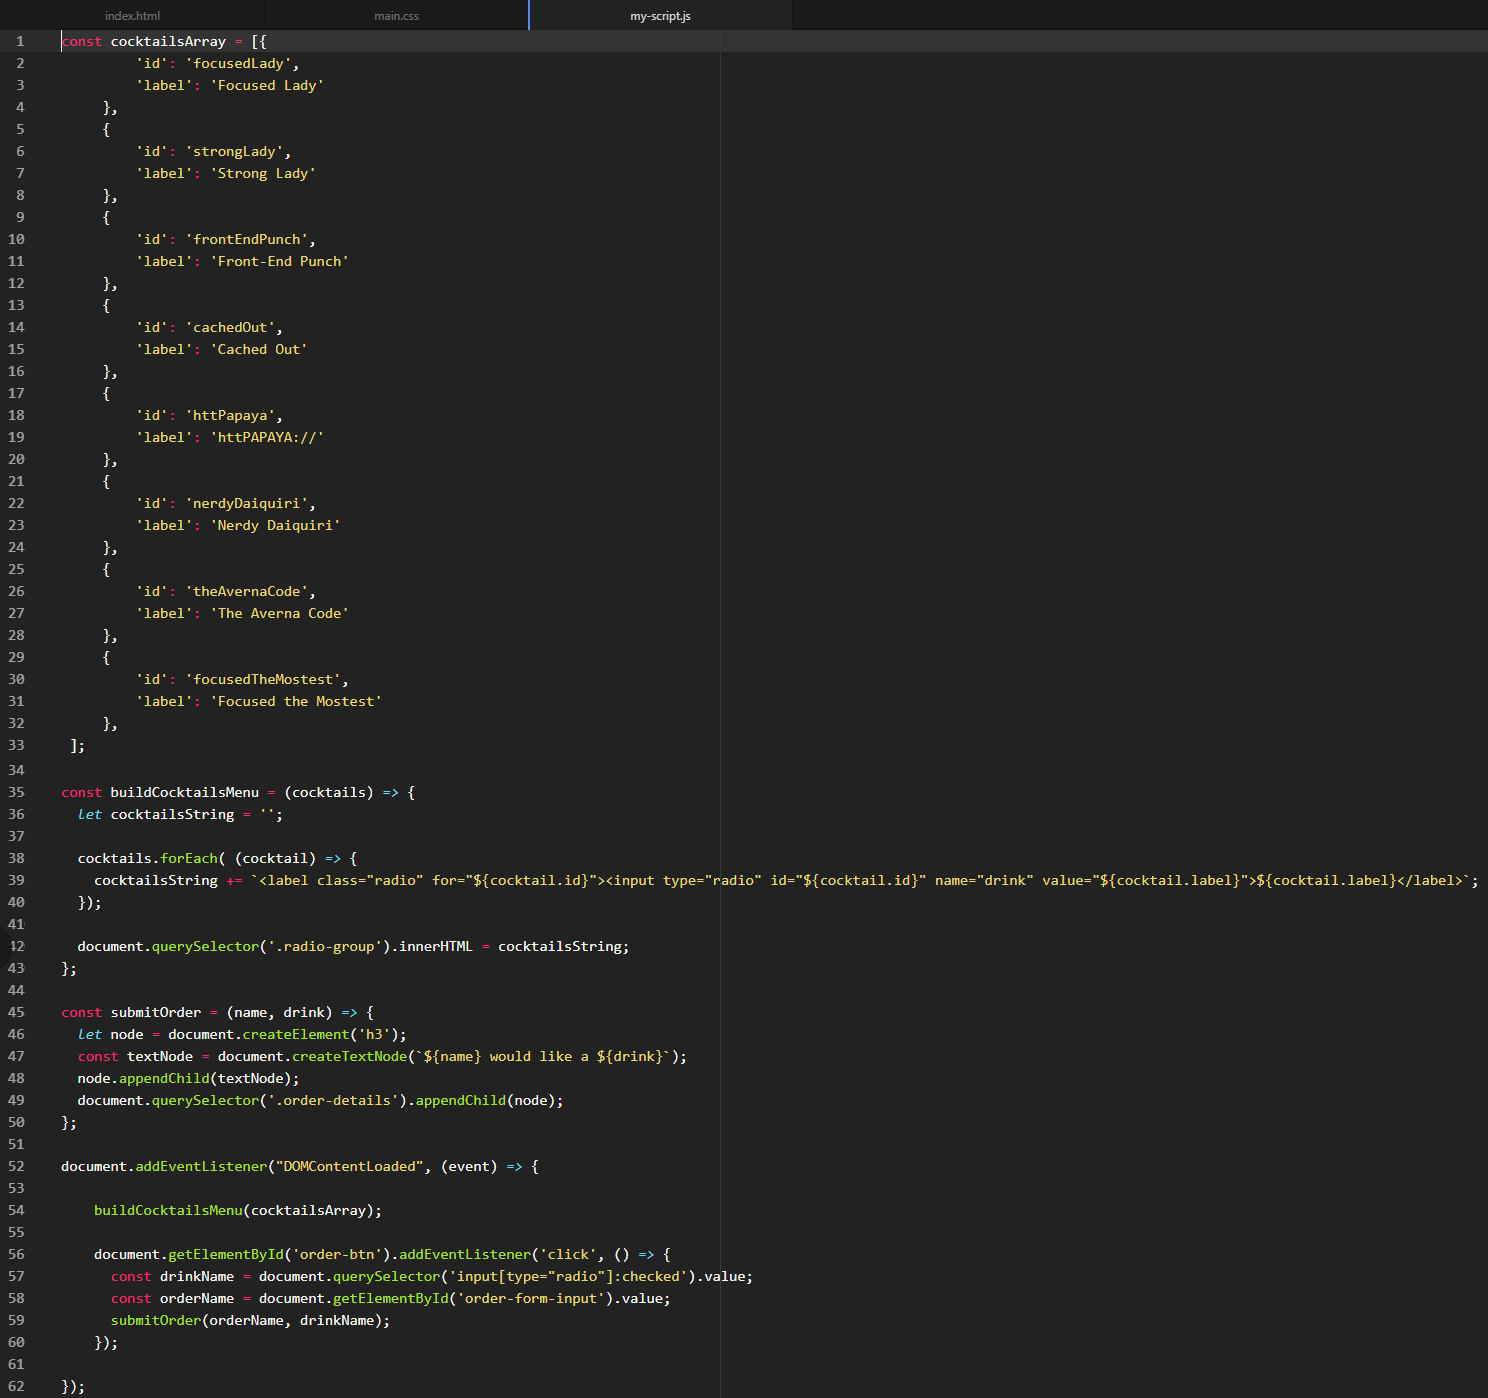 index.html
main.css
my-script.js
1 const cocktailsArray = [{
2 'id': 'focusedLady',
3 'label': 'Focused Lady'
4 },
5 {
6 'id': 'strongLady',
7 'label': 'Strong Lady'
8 },
9 {
10 'id': 'frontEndPunch',
11 'label': 'Front-End Punch'
12 },
13 {
14 'id': 'cachedOut',
15 'label': 'Cached Out'
16 },
17 {
18 'id': 'httPapaya',
19 'label': 'httPAPAYA://'
20 },
21 {
22 'id': 'nerdyDaiquiri',
23 'label': 'Nerdy Daiquiri'
24 },
25 {
26 'id': 'theAvernaCode',
27 'label': 'The Averna Code'
28 },
29 {
30 'id': 'focusedTheMostest',
31 'label': 'Focused the Mostest'
32 },
33 ];
34
35 const buildCocktailsMenu = (cocktails) => {
36 let cocktailsString = '';
37
38 cocktails.forEach( (cocktail) => {
39 cocktailsString += `<label class="radio" for="${cocktail.id}"><input type="radio" id="${cocktail.id}" name="drink" value="${cocktail.label}">${cocktail.label}</label>`;
40 });
41
42 document.querySelector('.radio-group').innerHTML = cocktailsString;
43 };
44
45 const submitOrder = (name, drink) => {
46 let node = document.createElement('h3');
47 const textNode = document.createTextNode(`${name} would like a ${drink}`);
48 node.appendChild(textNode);
49 document.querySelector('.order-details').appendChild(node);
50 };
51
52 document.addEventListener("DOMContentLoaded", (event) => {
53
54 buildCocktailsMenu(cocktailsArray);
55
56 document.getElementById('order-btn').addEventListener('click', () => {
57 const drinkName = document.querySelector('input[type="radio"]:checked').value;
58 const orderName = document.getElementById('order-form-input').value;
59 submitOrder(orderName, drinkName);
60 });
61
62 });